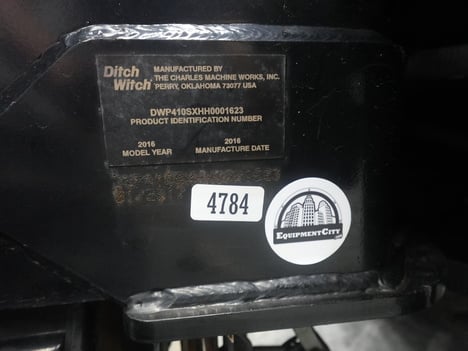 Ditch
Witch
MANUFACTURED BY
THE CHARLES MACHINE WORKS, INC.
PERRY, OKLAHOMA 73077 USA
DWP410SXHH0001623
PRODUCT IDENTIFICATION NUMBER
2016 2016
MODEL YEAR MANUFACTURE DATE
4784
EQUIPMENTCITY